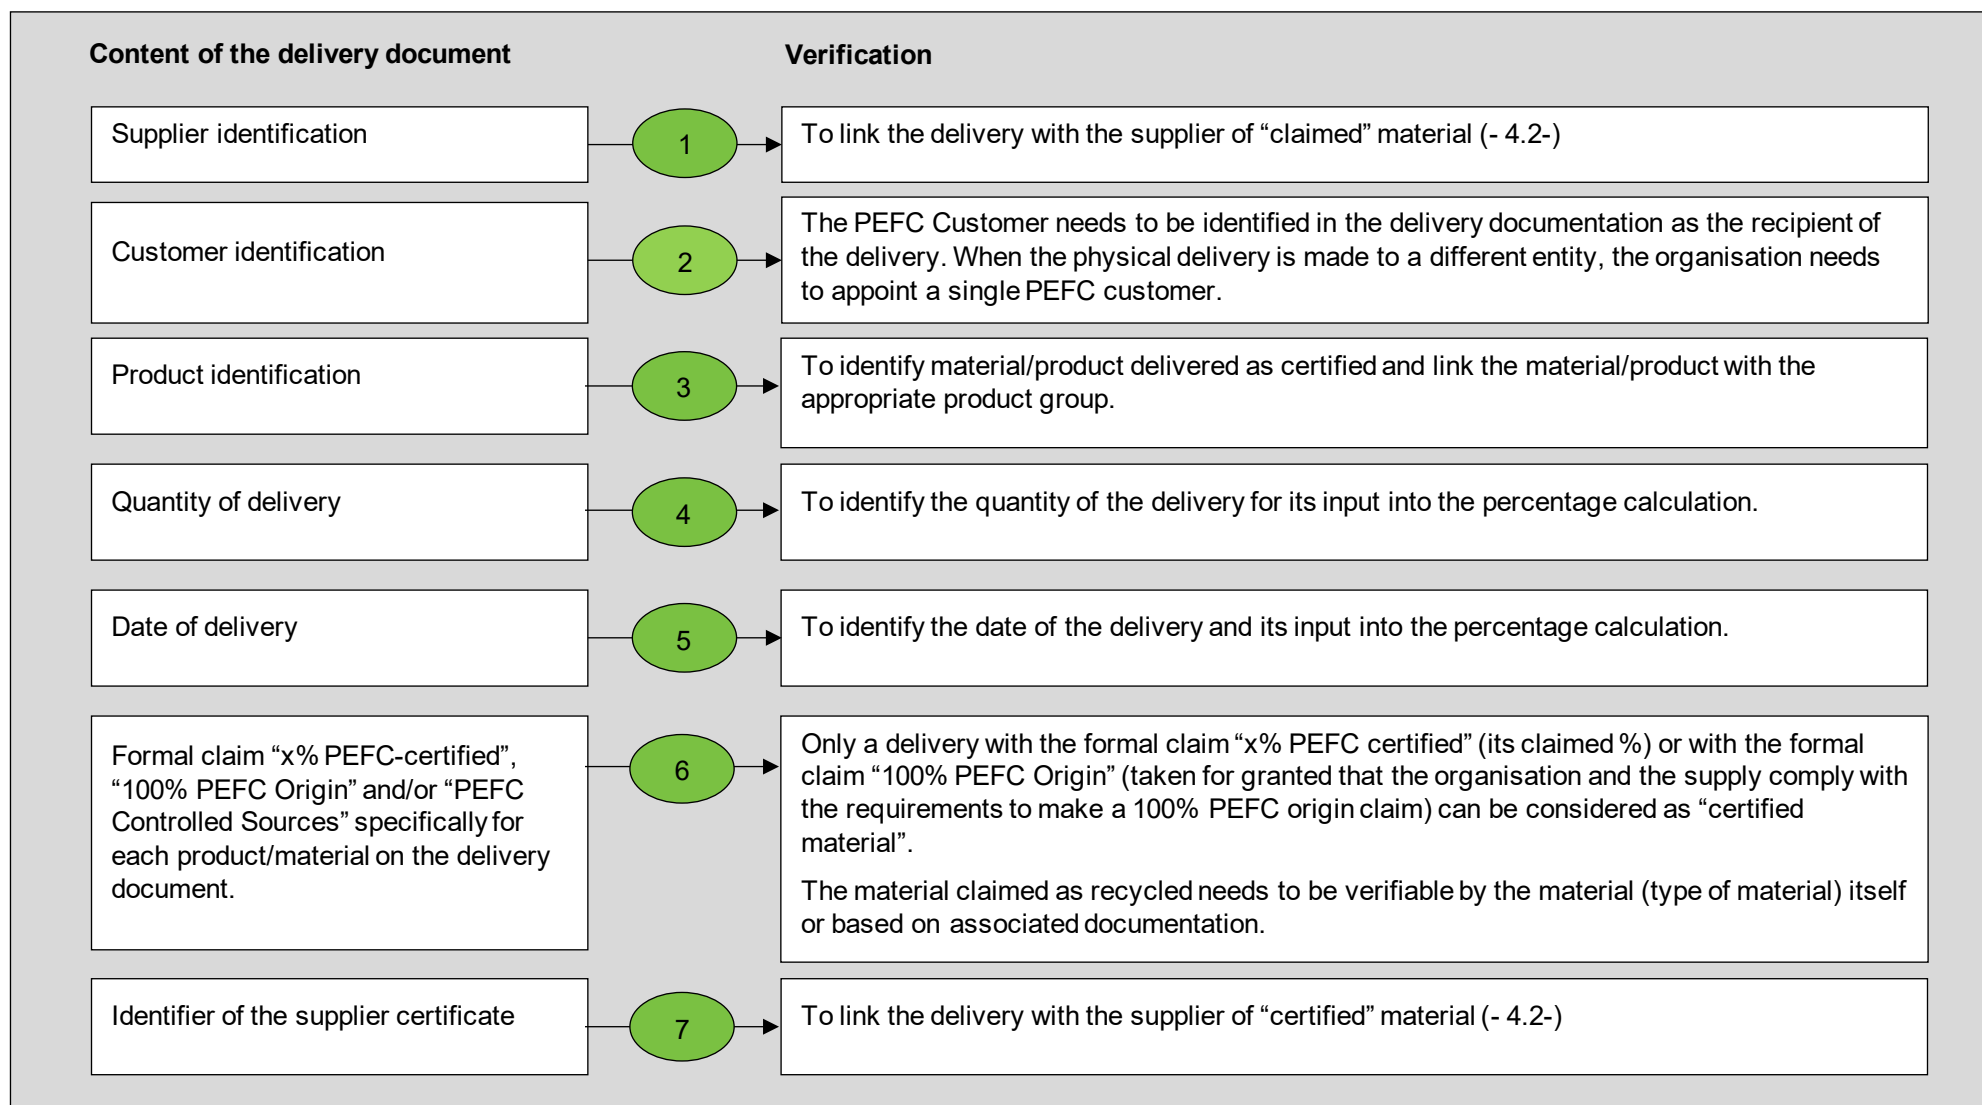 Content of the delivery document
Verification
Supplier identification
1
To link the delivery with the supplier of “claimed” material (- 4.2-)
Customer identification
2
The PEFC Customer needs to be identified in the delivery documentation as the recipient of
the delivery. When the physical delivery is made to a different entity, the organisation needs
to appoint a single PEFC customer.
Product identification
3
To identify material/product delivered as certified and link the material/product with the
appropriate product group.
Quantity of delivery
4
To identify the quantity of the delivery for its input into the percentage calculation.
Date of delivery
5
To identify the date of the delivery and its input into the percentage calculation.
Formal claim “x% PEFC-certified”,
“100% PEFC Origin” and/or “PEFC
Controlled Sources” specifically for
each product/material on the delivery
document.
6
Only a delivery with the formal claim “x% PEFC certified” (its claimed %) or with the formal
claim “100% PEFC Origin” (taken for granted that the organisation and the supply comply with
the requirements to make a 100% PEFC origin claim) can be considered as “certified
material”.
The material claimed as recycled needs to be verifiable by the material (type of material) itself
or based on associated documentation.
Identifier of the supplier certificate
7
To link the delivery with the supplier of “certified” material (- 4.2-)